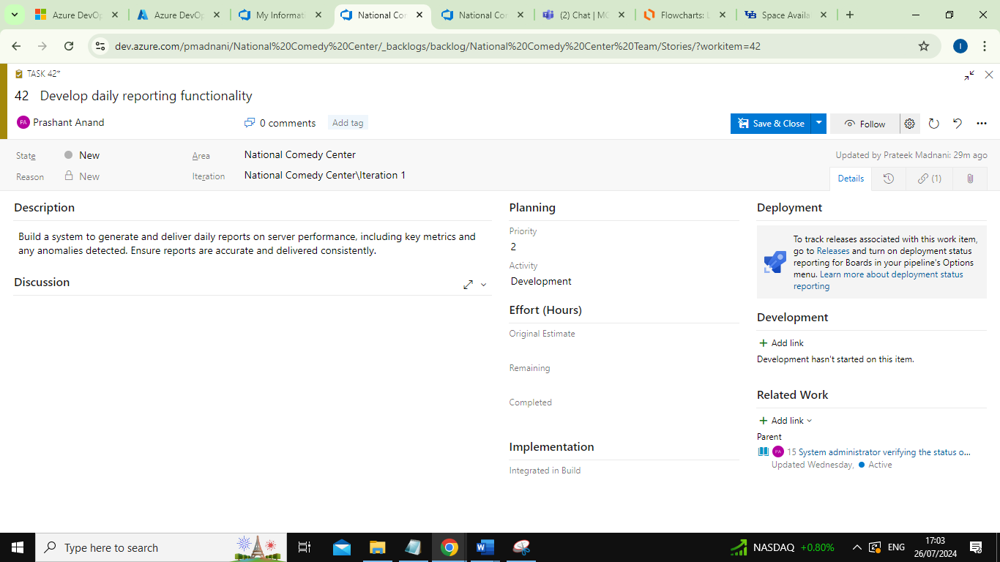 Azure DevOp
Azure DevOp
My Informati
National Con
National Con
(2) Chat | MC
Flowcharts: L
Space Availa
dev.azure.com/pmadnani/National%20Comedy%20Center/_backlogs/backlog/National%20Comedy%20Center%20Team/Stories/?workitem=42
I
TASK 42*
42 Develop daily reporting functionality
PA Prashant Anand
0 comments
Add tag
Save & Close
Follow
State
New
Area
National Comedy Center
Updated by Prateek Madnani: 29m ago
Reason
New
Iteration
National Comedy Center\Iteration 1
Details
(1)
Description
Build a system to generate and deliver daily reports on server performance, including key metrics and
any anomalies detected. Ensure reports are accurate and delivered consistently.
Discussion
Planning
Priority
2
Activity
Development
Effort (Hours)
Original Estimate
Remaining
Completed
Implementation
Integrated in Build
Deployment
To track releases associated with this work item,
go to Releases and turn on deployment status
reporting for Boards in your pipeline's Options
menu. Learn more about deployment status
reporting
Development
Add link
Development hasn't started on this item.
Related Work
Add link
Parent
PA 15 System administrator verifying the status o...
Updated Wednesday, Active
Type here to search
NASDAQ +0.80%
ENG
17:03
26/07/2024